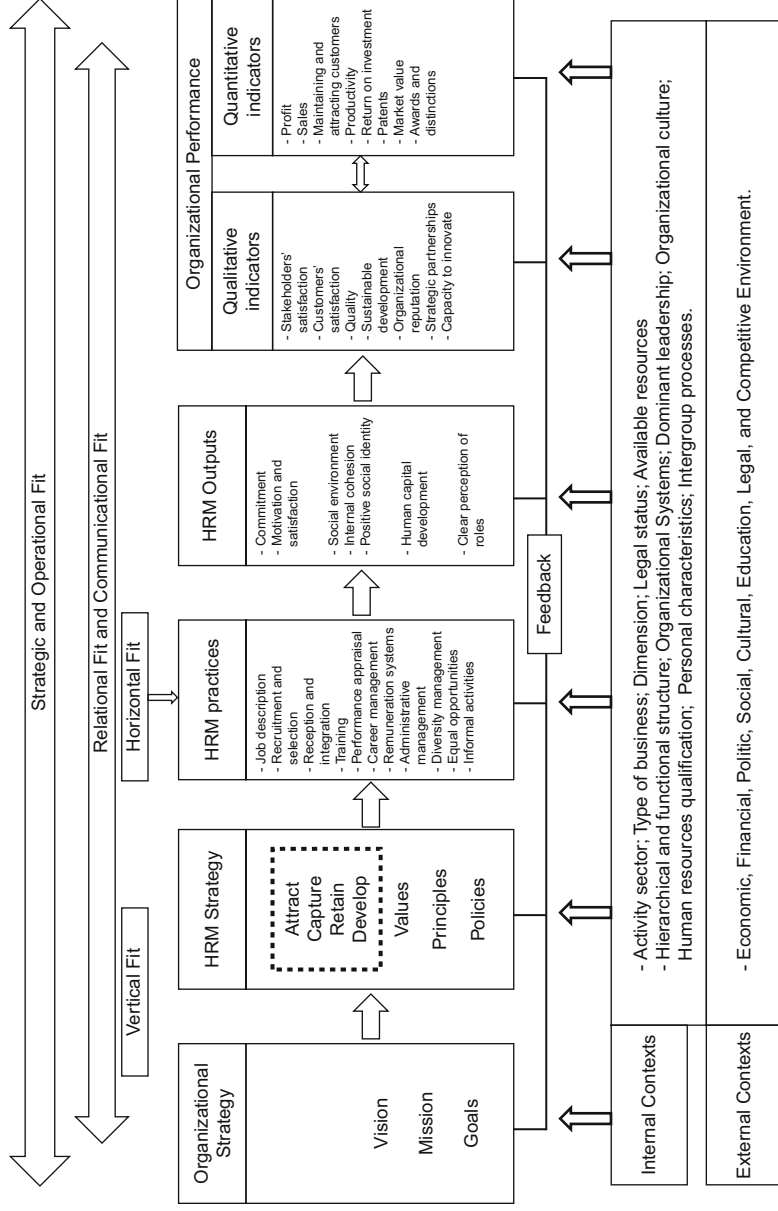 Strategic and Operational Fit
Relational Fit and Communicational Fit
Vertical Fit
Horizontal Fit
Organizational
Strategy
Vision
Mission
Goals
HRM Strategy
Attract
Capture
Retain
Develop
Values
Principles
Policies
HRM practices
- Job description
- Recruitment and
selection
- Reception and
integration
- Training
- Performance appraisal
- Career management
- Remuneration systems
- Administrative
management
- Diversity management
- Equal opportunities
- Informal activities
HRM Outputs
- Commitment
- Motivation and
satisfaction
- Social environment
- Internal cohesion
- Positive social identity
- Human capital
development
- Clear perception of
roles
Organizational Performance
Qualitative
indicators
- Stakeholders'
satisfaction
- Customers'
satisfaction
- Quality
- Sustainable
development
- Organizational
reputation
- Strategic partnerships
- Capacity to innovate
Quantitative
indicators
- Profit
- Sales
- Maintaining and
attracting customers
- Productivity
- Return on investment
- Patents
- Market value
- Awards and
distinctions
Feedback
Internal Contexts
- Activity sector; Type of business; Dimension; Legal status; Available resources
- Hierarchical and functional structure; Organizational Systems; Dominant leadership; Organizational culture;
Human resources qualification; Personal characteristics; Intergroup processes.
External Contexts
- Economic, Financial, Politic, Social, Cultural, Education, Legal, and Competitive Environment.